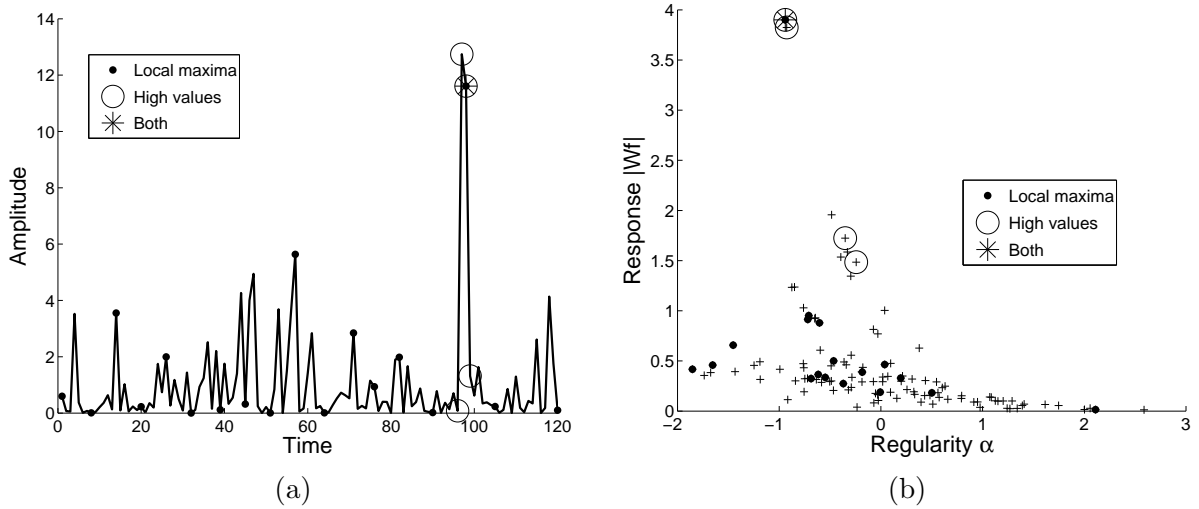 14
12
10
8
6
4
2
0
0
20
40
60
80
100
120
Amplitude
Time
Local maxima
High values
Both
(a)
4
3.5
3
2.5
2
1.5
1
0.5
0
−2
−1
0
1
2
3
Response |Wf|
Regularity α
Local maxima
High values
Both
(b)